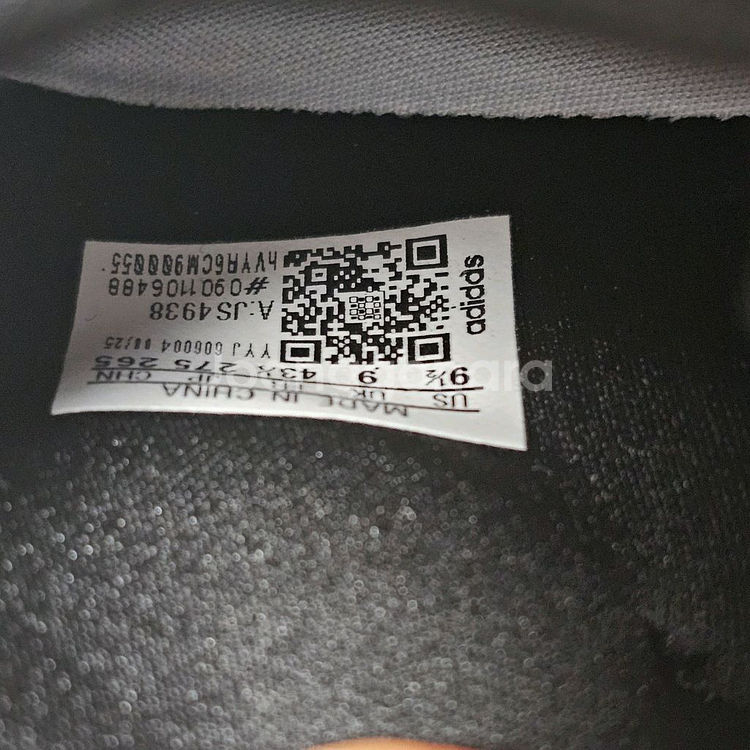 MADE IN CHINA
US UK FR JP CHN
9½ 9 43⅓ 275 265
YYJ 606004 08/25
A:JS4938
#0901106488
adidas